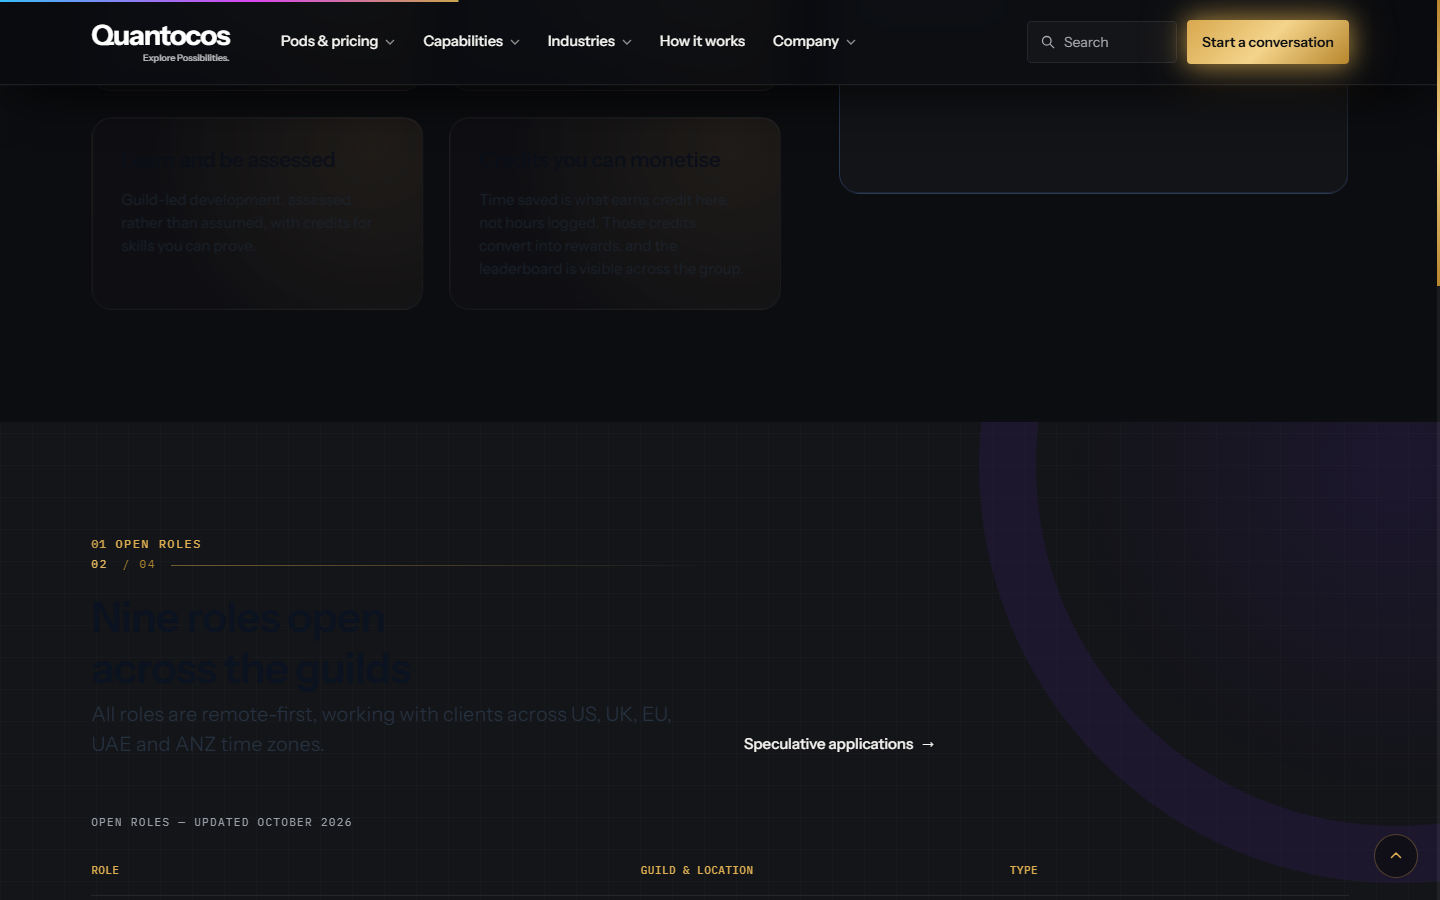 Quantocos
Explore Possibilities.
Pods & pricing
Capabilities
Industries
How it works
Company
Search
Start a conversation
and be assessed
Guild-led development, assessed
rather than assumed, with credits for
skills you can prove.
you can monetise
Time saved is what earns credit here,
not hours logged. Those credits
convert into rewards, and the
leaderboard is visible across the group.
01 OPEN ROLES
02 / 04
Nine roles open
across the guilds
All roles are remote-first, working with clients across US, UK, EU,
UAE and ANZ time zones.
Speculative applications →
OPEN ROLES — UPDATED OCTOBER 2026
ROLE
GUILD & LOCATION
TYPE